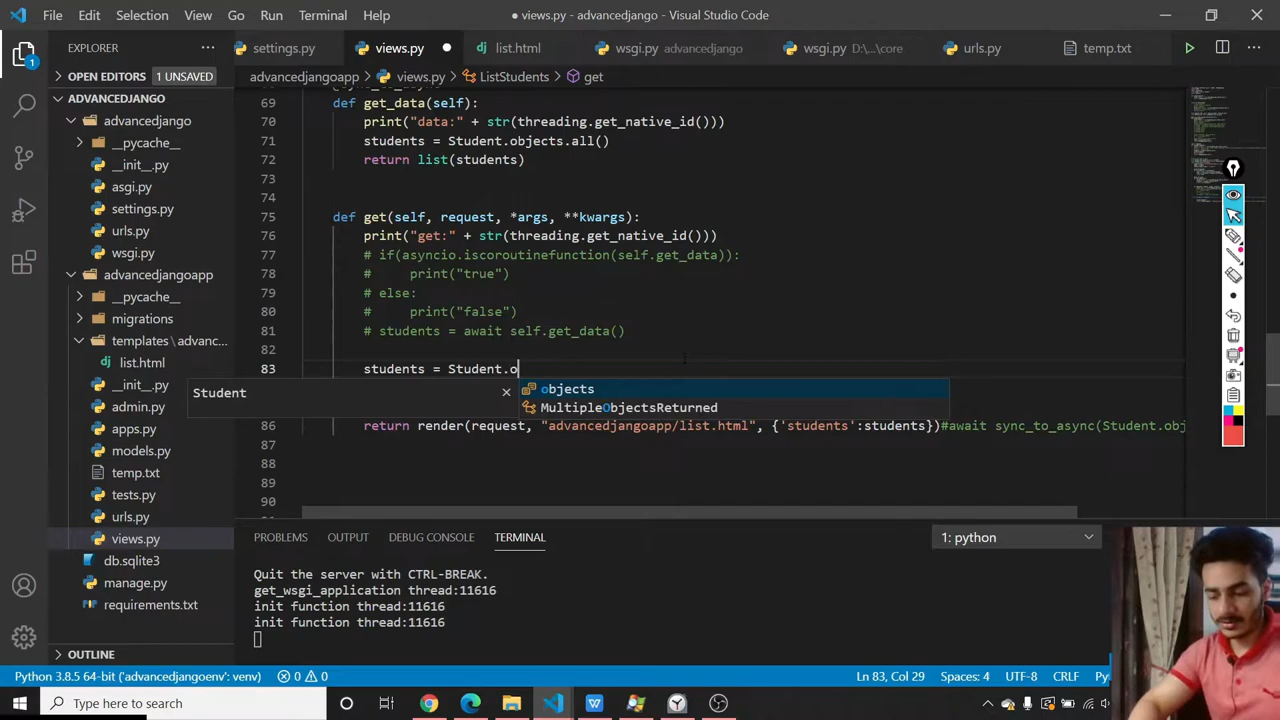 File Edit Selection View Go Run Terminal Help
● views.py - advancedjango - Visual Studio Code
EXPLORER
settings.py views.py list.html wsgi.py advancedjango wsgi.py D:\...\core urls.py temp.txt
OPEN EDITORS 1 UNSAVED
advancedjangoapp > views.py > ListStudents > get
ADVANCEDJANGO
advancedjango
__pycache__
__init__.py
asgi.py
settings.py
urls.py
wsgi.py
advancedjangoapp
__pycache__
migrations
templates \ advanc...
list.html
__init__.py
admin.py
apps.py
models.py
temp.txt
tests.py
urls.py
views.py
db.sqlite3
manage.py
requirements.txt
OUTLINE
69 def get_data(self):
70 print("data:" + str(threading.get_native_id()))
71 students = Student.objects.all()
72 return list(students)
73
74
75 def get(self, request, *args, **kwargs):
76 print("get:" + str(threading.get_native_id()))
77 # if(asyncio.iscoroutinefunction(self.get_data)):
78 #     print("true")
79 # else:
80 #     print("false")
81 # students = await self.get_data()
82
83 students = Student.o
Student
objects
MultipleObjectsReturned
86 return render(request, "advancedjangoapp/list.html", {'students':students})#await sync_to_async(Student.obj
87
88
89
90
PROBLEMS OUTPUT DEBUG CONSOLE TERMINAL 1: python
Quit the server with CTRL-BREAK.
get_wsgi_application thread:11616
init function thread:11616
init function thread:11616
Python 3.8.5 64-bit ('advancedjangoenv': venv) 0 0 Ln 83, Col 29 Spaces: 4 UTF-8 CRLF Py
Type here to search